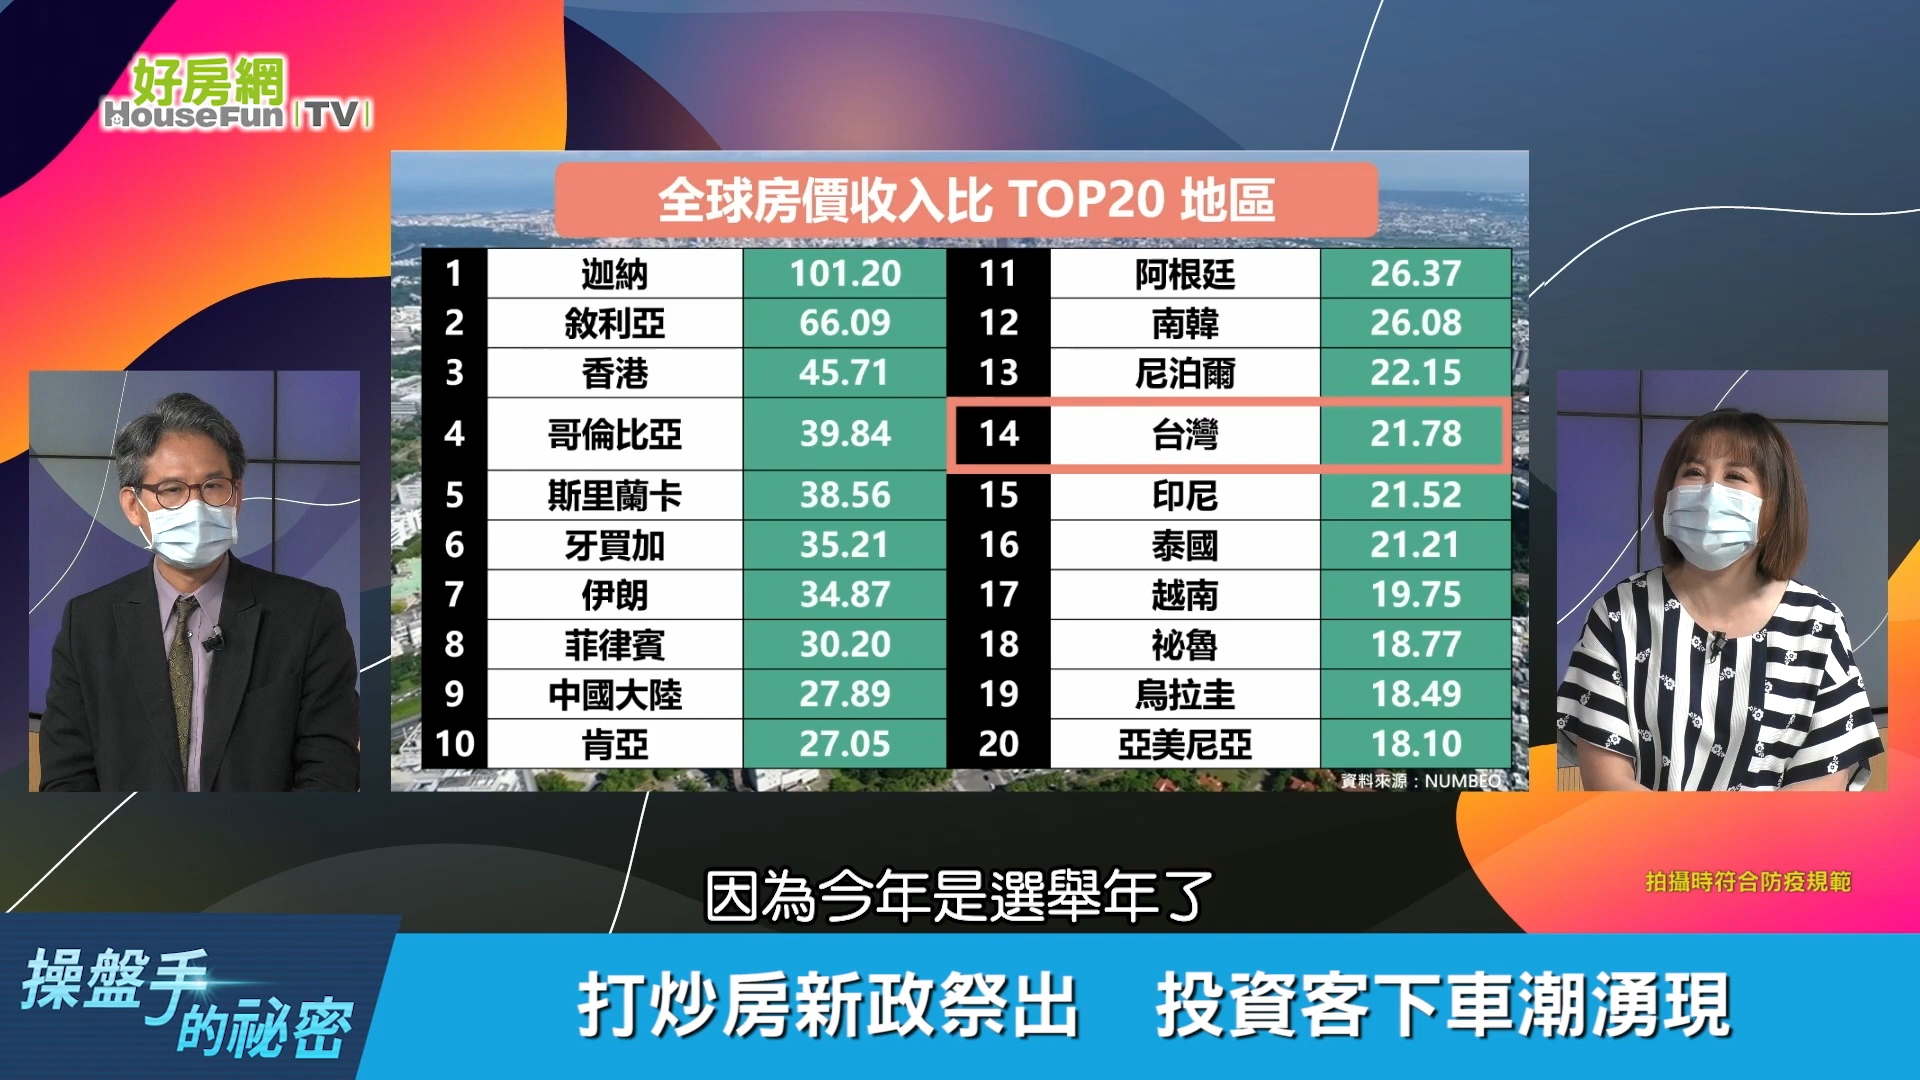 好房網
HouseFun TV
全球房價收入比 TOP20 地區
1 迦納 101.20 11 阿根廷 26.37
2 敘利亞 66.09 12 南韓 26.08
3 香港 45.71 13 尼泊爾 22.15
4 哥倫比亞 39.84 14 台灣 21.78
5 斯里蘭卡 38.56 15 印尼 21.52
6 牙買加 35.21 16 泰國 21.21
7 伊朗 34.87 17 越南 19.75
8 菲律賓 30.20 18 祕魯 18.77
9 中國大陸 27.89 19 烏拉圭 18.49
10 肯亞 27.05 20 亞美尼亞 18.10
資料來源：NUMBEO
因為今年是選舉年了
拍攝時符合防疫規範
操盤手
的祕密
打炒房新政祭出 投資客下車潮湧現